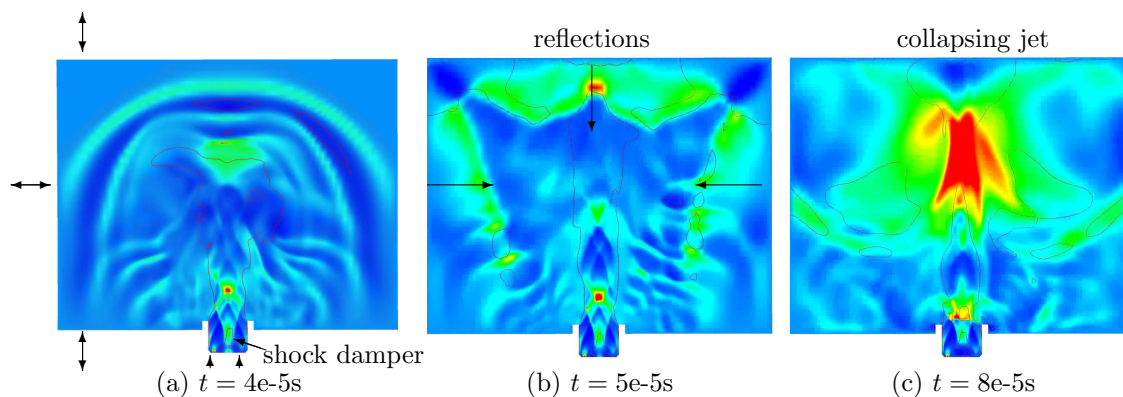 reflections
collapsing jet
shock damper
(a) t = 4e-5s
(b) t = 5e-5s
(c) t = 8e-5s